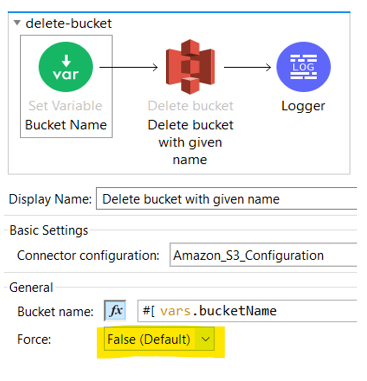 delete-bucket
var
LOG
Set Variable
Delete bucket
Logger
Bucket Name
Delete bucket
with given
name
Display Name: Delete bucket with given name
Basic Settings
Connector configuration: Amazon_S3_Configuration
General
Bucket name: fx #[ vars.bucketName
Force: False (Default)